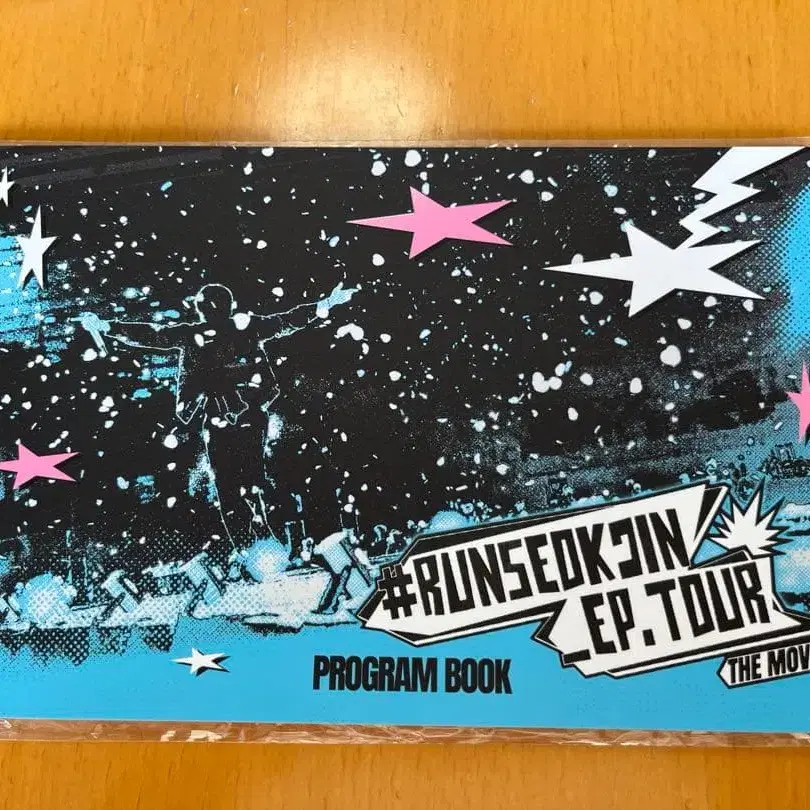 #RUNSEOKJIN
_EP.TOUR
THE MOV
PROGRAM BOOK